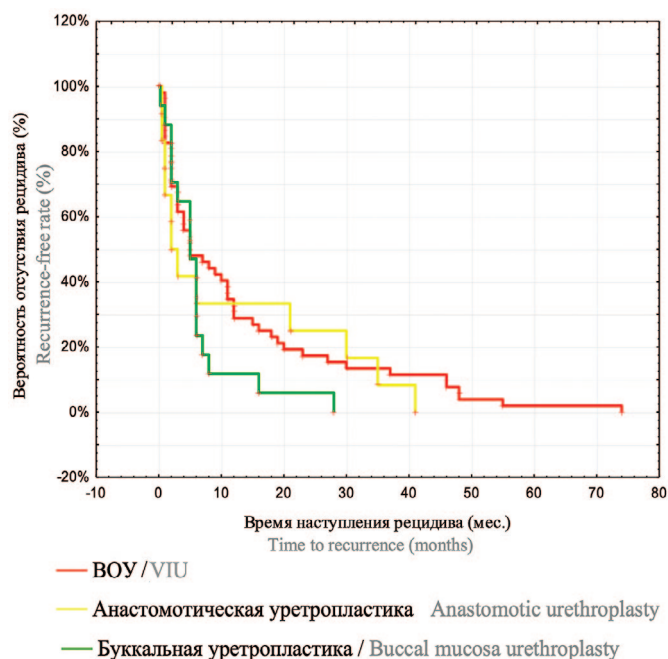 120%
100%
80%
60%
40%
20%
0%
-20%
Вероятность отсутствия рецидива (%)
Recurrence-free rate (%)
-10 0 10 20 30 40 50 60 70 80
Время наступления рецидива (мес.)
Time to recurrence (months)
ВОУ / VIU
Анастомотическая уретропластика Anastomotic urethroplasty
Буккальная уретропластика / Buccal mucosa urethroplasty